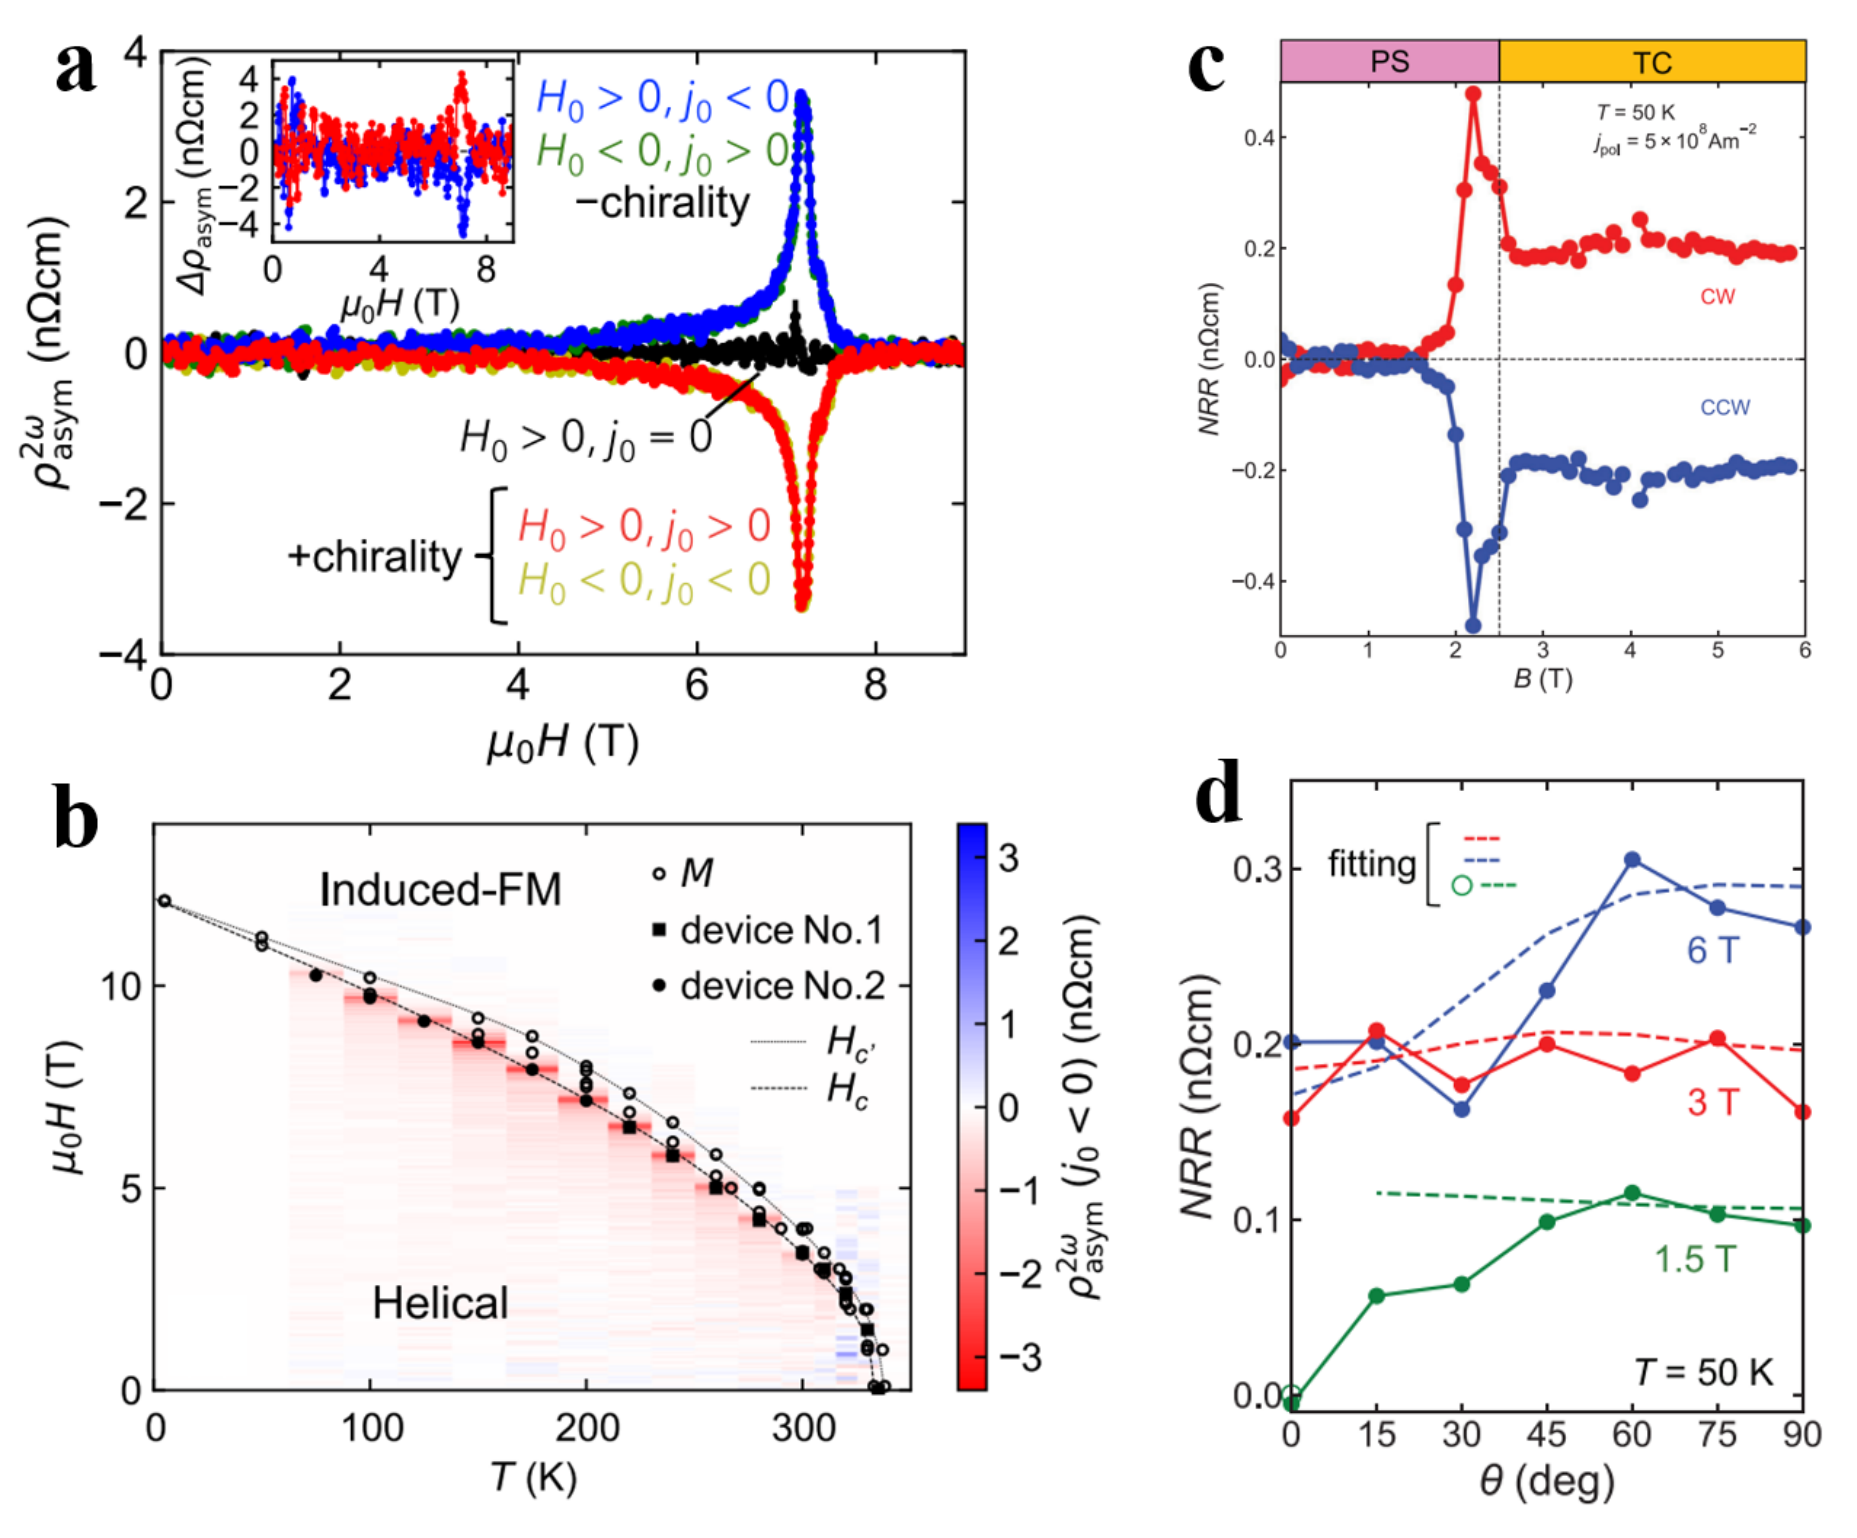 a
4
2
0
−2
−4
ρ²ω asym (nΩcm)
0 2 4 6 8
μ₀H (T)
4
2
0
−2
−4
Δρasym (nΩcm)
0 4 8
μ₀H (T)
H₀ > 0, j₀ < 0
H₀ < 0, j₀ > 0
−chirality
H₀ > 0, j₀ = 0
+chirality
H₀ > 0, j₀ > 0
H₀ < 0, j₀ < 0
c
PS TC
T = 50 K
jpol = 5 × 10⁸Am⁻²
0.4
0.2
0.0
−0.2
−0.4
NRR (nΩcm)
CW
CCW
0 1 2 3 4 5 6
B (T)
b
Induced-FM
M
device No.1
device No.2
Hc'
Hc
Helical
10
5
0
μ₀H (T)
0 100 200 300
T (K)
3
2
1
0
−1
−2
−3
ρ²ω asym (j₀ < 0) (nΩcm)
d
fitting
6 T
3 T
1.5 T
T = 50 K
0.3
0.2
0.1
0.0
NRR (nΩcm)
0 15 30 45 60 75 90
θ (deg)